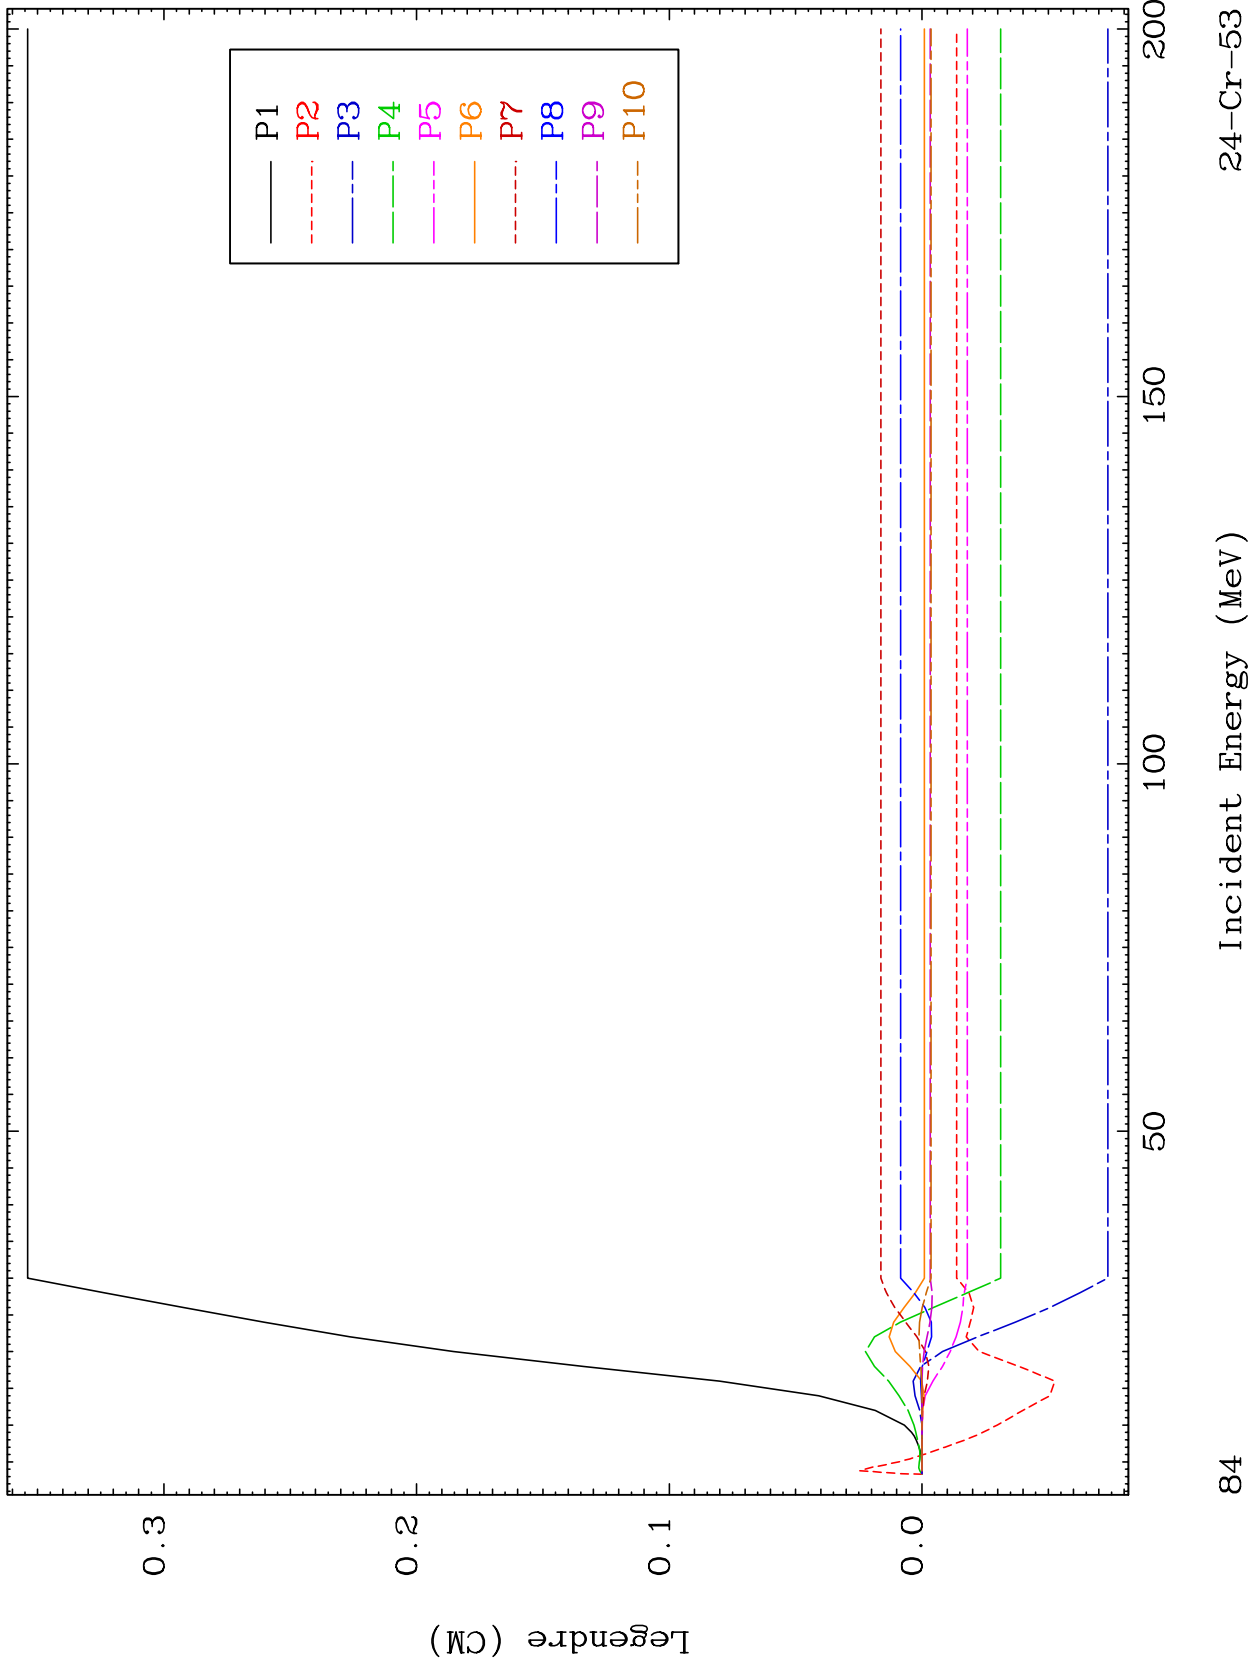 Legendre (CM)
0.3
0.2
0.1
0.0
P1
P2
P3
P4
P5
P6
P7
P8
P9
P10
50
100
150
200
84
Incident Energy (MeV)
24-Cr-53